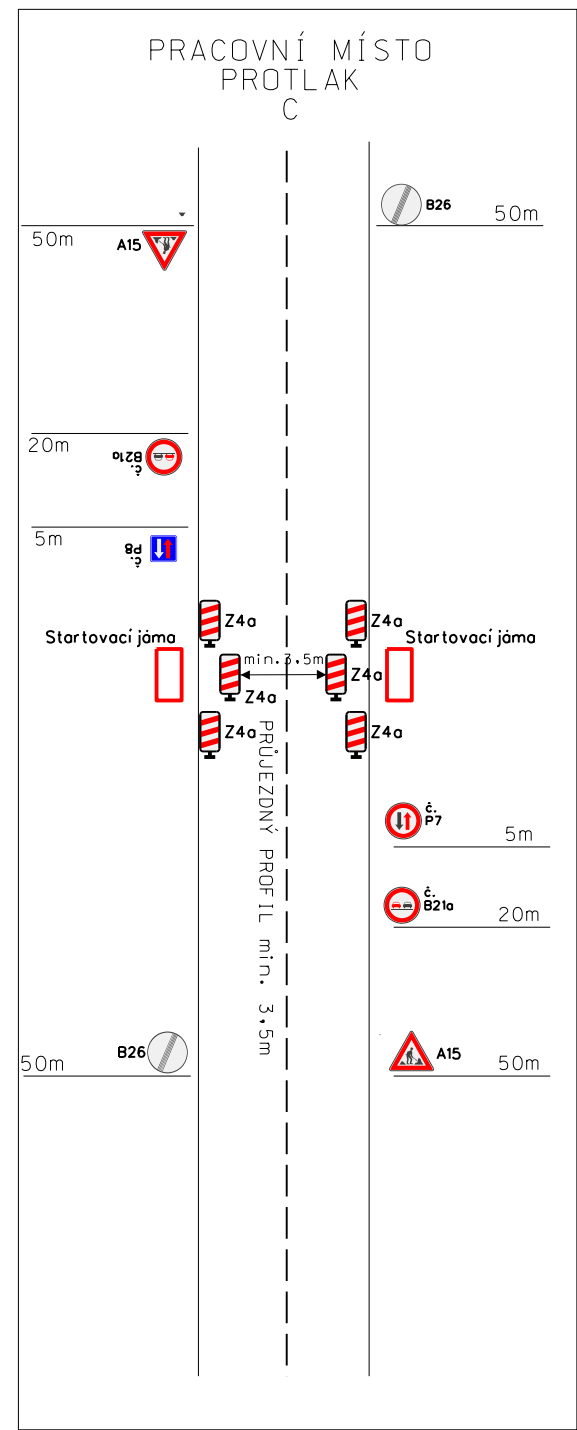 PRACOVNÍ MÍSTO
PROTLAK
C
B26
50m
50m
A15
20m
č.
B21a
5m
č.
P8
Z4a
Z4a
Startovací jáma
Startovací jáma
min.3,5m
Z4a
Z4a
Z4a
Z4a
PRŮJEZDNÝ PROFIL min. 3,5m
č.
P7
5m
č.
B21a
20m
B26
50m
A15
50m